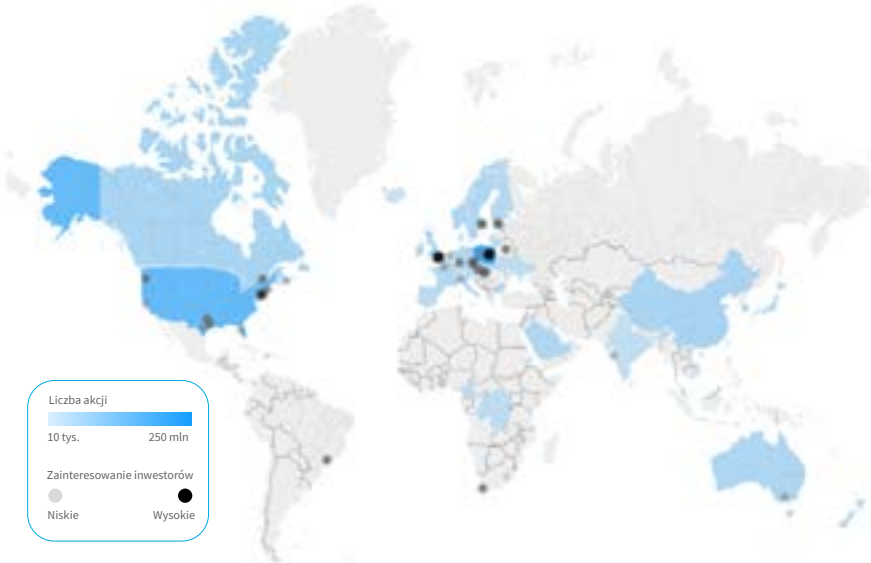 Liczba akcji
10 tys. 250 mln
Zainteresowanie inwestorów
Niskie Wysokie